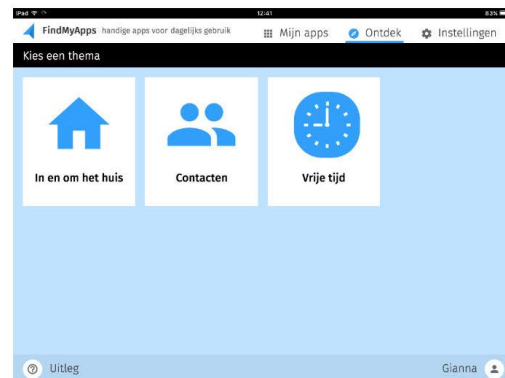 iPad 12:41 83%
FindMyApps handige apps voor dagelijks gebruik Mijn apps Ontdek Instellingen
Kies een thema
In en om het huis Contacten Vrije tijd
Uitleg Gianna